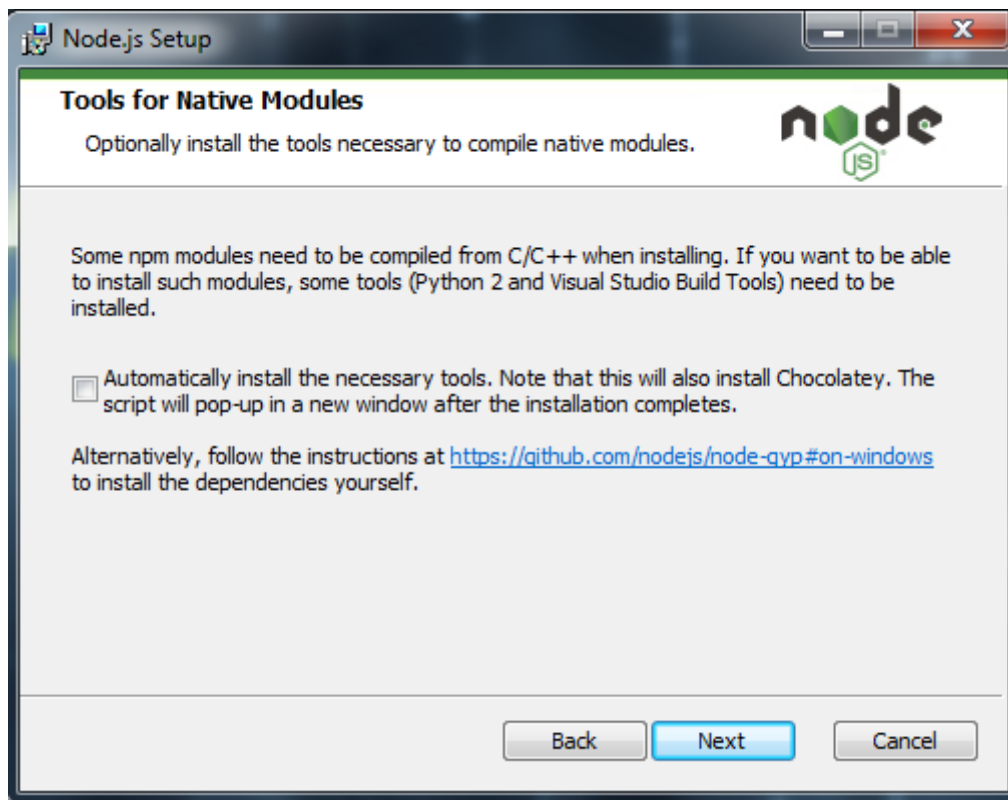 Node.js Setup
Tools for Native Modules
Optionally install the tools necessary to compile native modules.
node
JS
Some npm modules need to be compiled from C/C++ when installing. If you want to be able
to install such modules, some tools (Python 2 and Visual Studio Build Tools) need to be
installed.
Automatically install the necessary tools. Note that this will also install Chocolatey. The
script will pop-up in a new window after the installation completes.
Alternatively, follow the instructions at https://github.com/nodejs/node-gyp#on-windows
to install the dependencies yourself.
Back
Next
Cancel